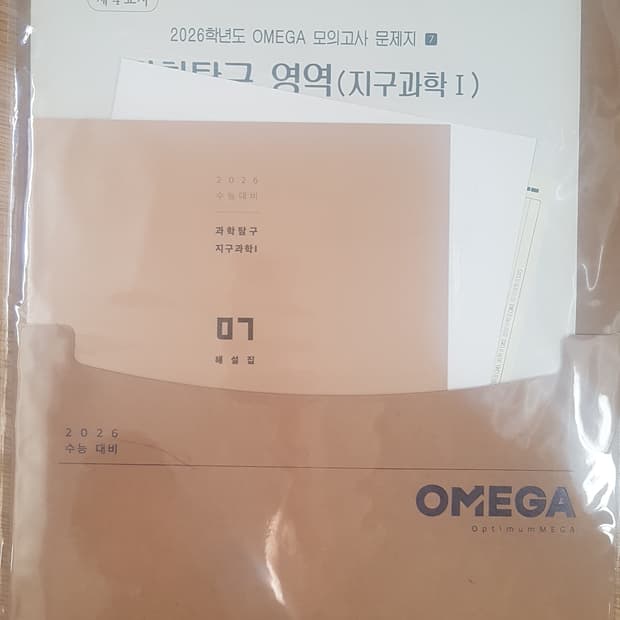 2026학년도 OMEGA 모의고사 문제지 7
영역(지구과학Ⅰ)
2026
수능대비
과학탐구
지구과학Ⅰ
07
해설집
2026
수능 대비
OMEGA
OptimumMEGA